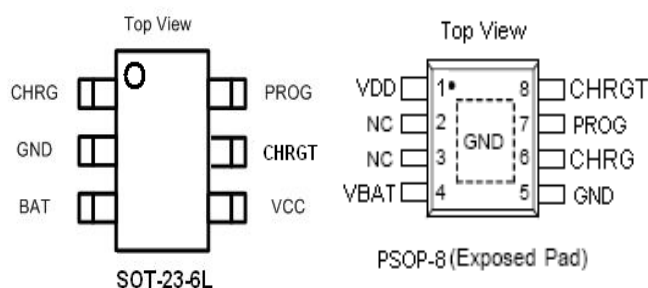 Top View
CHRG
PROG
GND
CHRGT
BAT
VCC
SOT-23-6L
Top View
VDD 1 8 CHRGT
NC 2 7 PROG
GND
NC 3 6 CHRG
VBAT 4 5 GND
PSOP-8 (Exposed Pad)